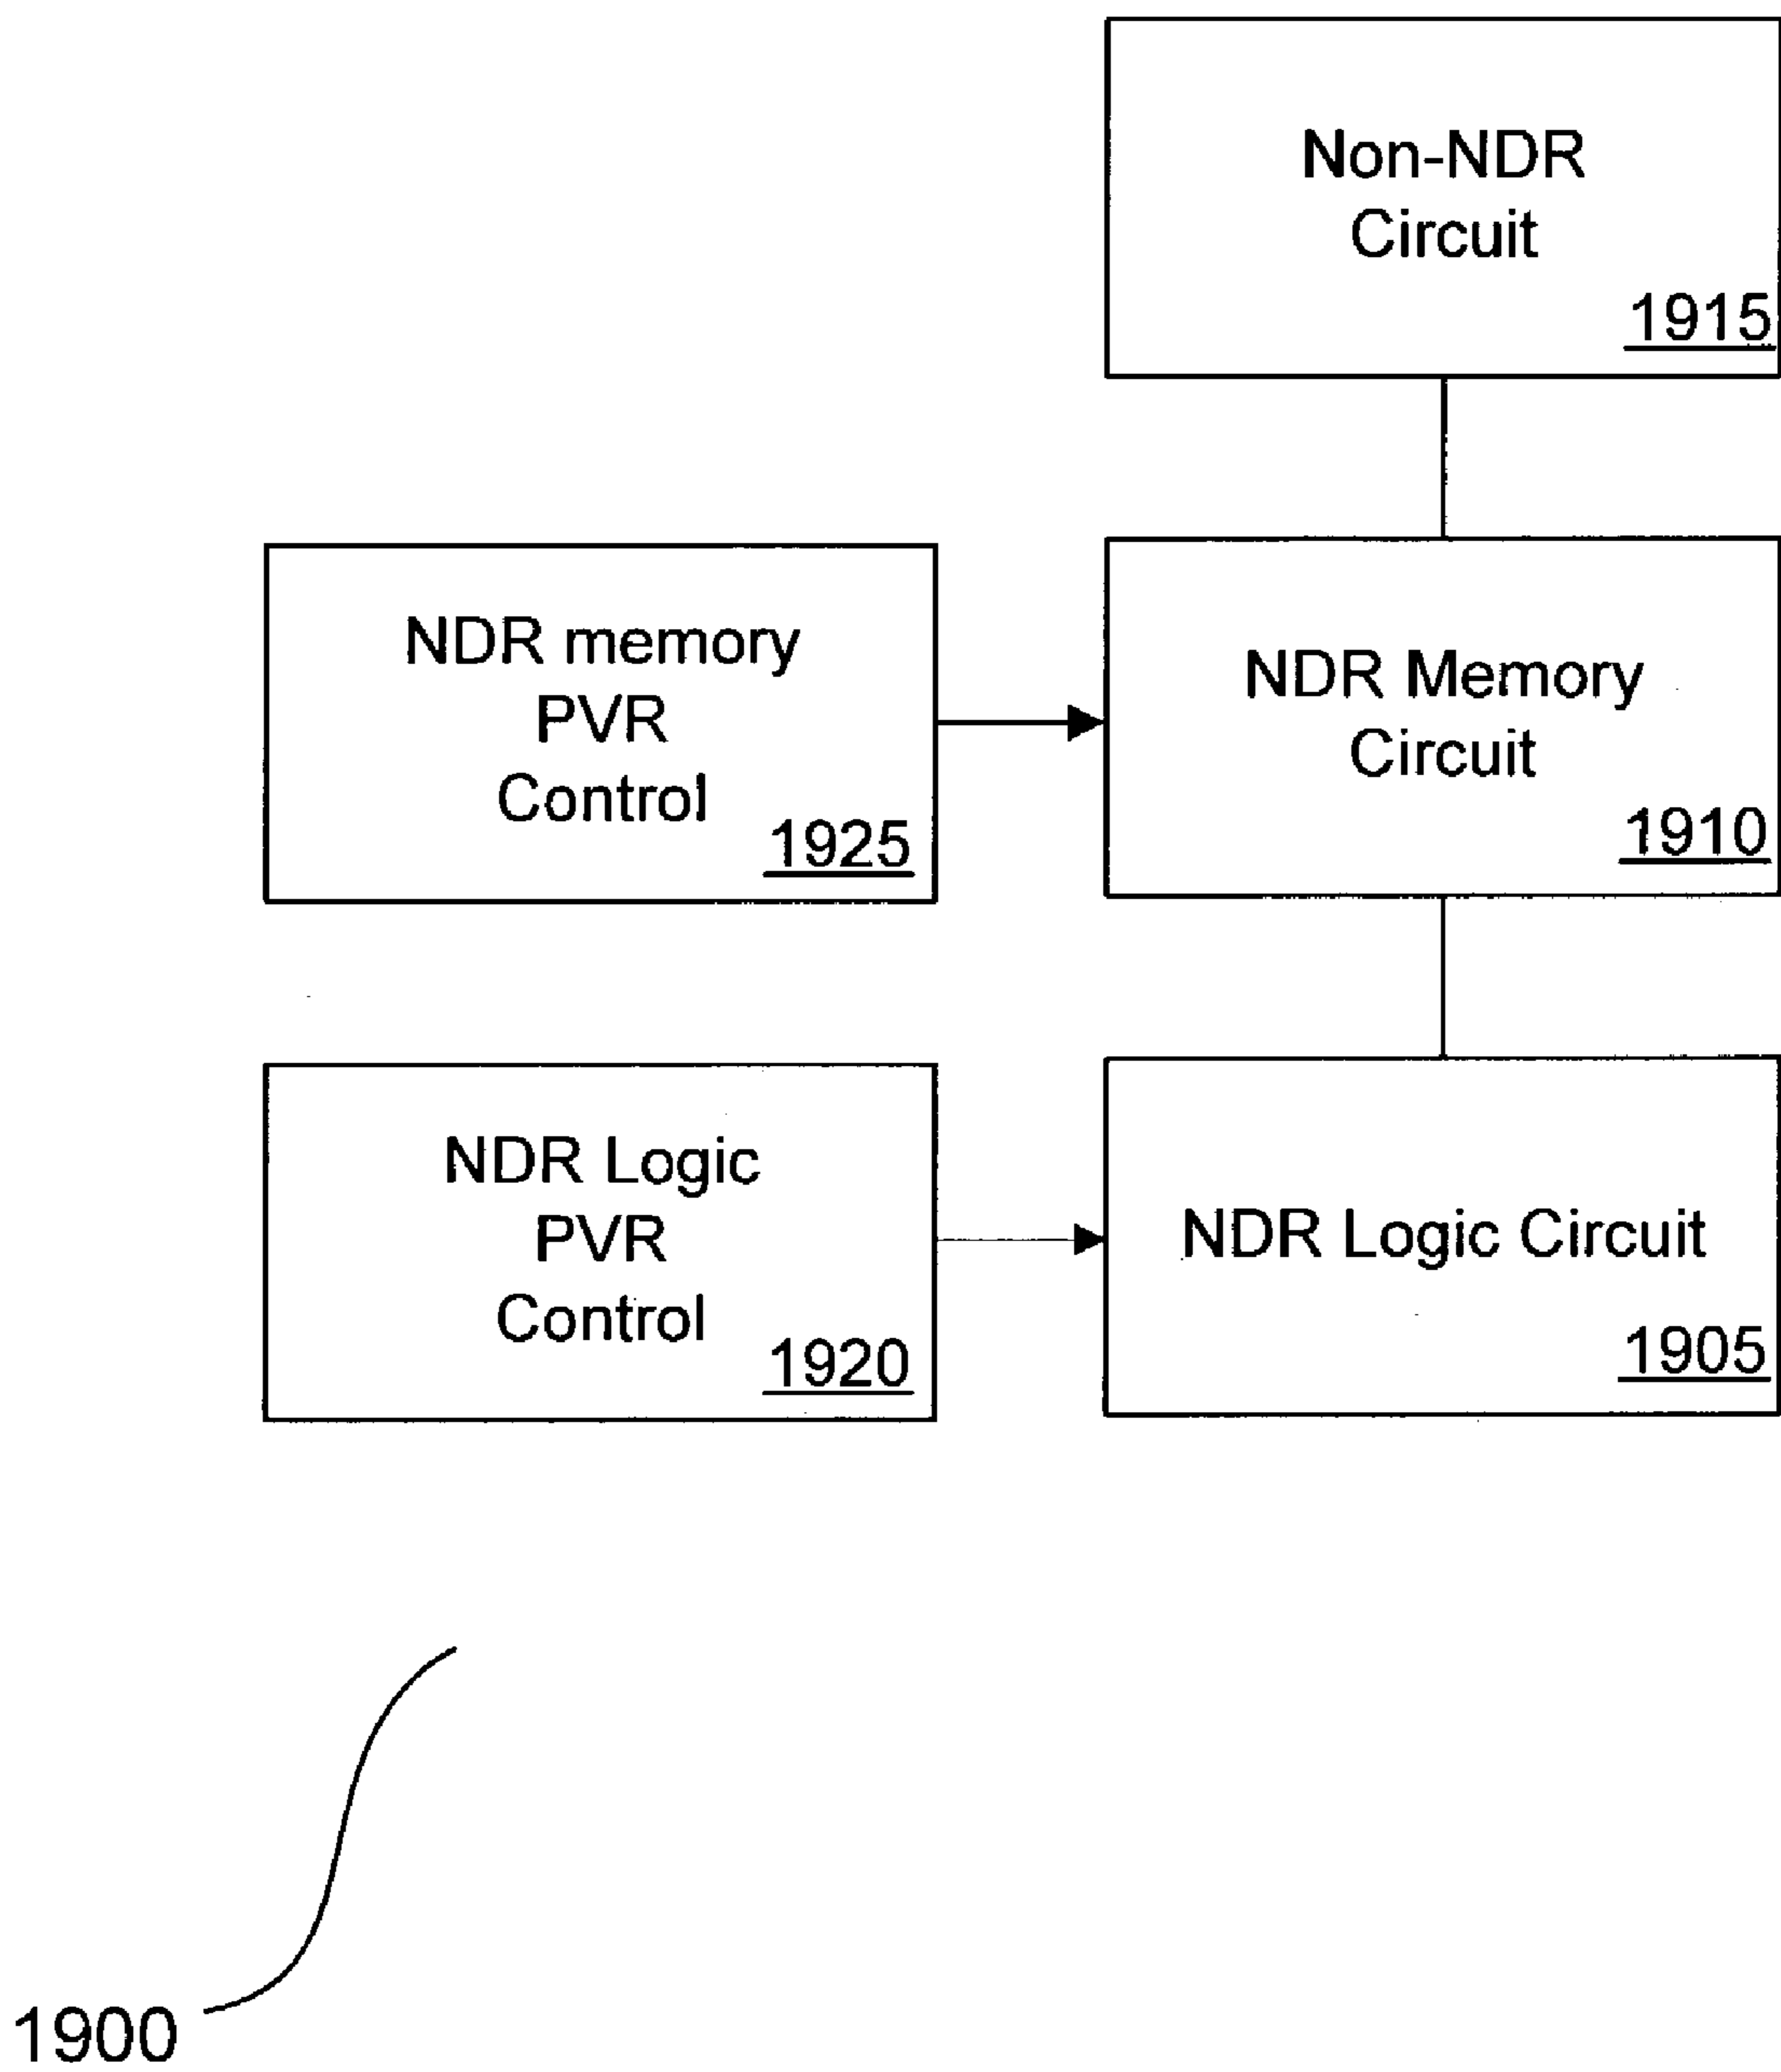 Non-NDR
Circuit
1915
NDR memory
PVR
Control
1925
NDR Memory
Circuit
1910
NDR Logic
PVR
Control
1920
NDR Logic Circuit
1905
1900